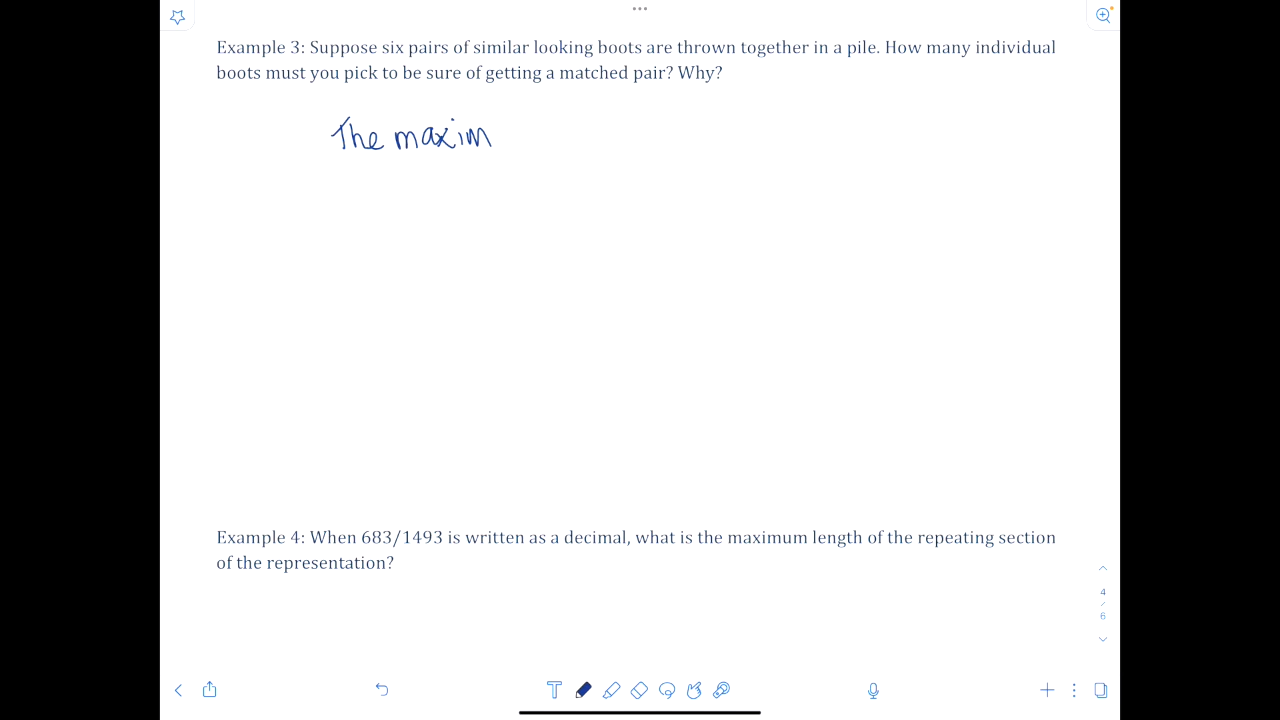 Example 3: Suppose six pairs of similar looking boots are thrown together in a pile. How many individual
boots must you pick to be sure of getting a matched pair? Why?
The maxim
Example 4: When 683/1493 is written as a decimal, what is the maximum length of the repeating section
of the representation?
4
/
6
T